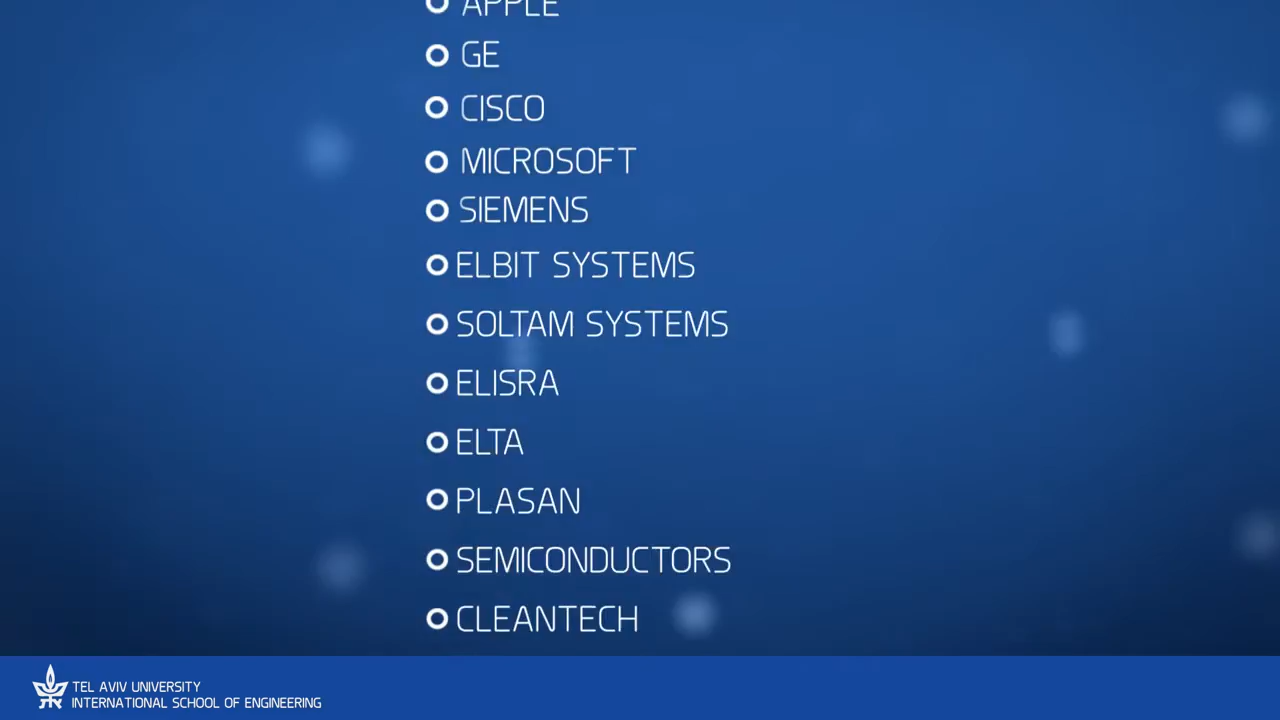 APPLE
GE
CISCO
MICROSOFT
SIEMENS
ELBIT SYSTEMS
SOLTAM SYSTEMS
ELISRA
ELTA
PLASAN
SEMICONDUCTORS
CLEANTECH
TEL AVIV UNIVERSITY
INTERNATIONAL SCHOOL OF ENGINEERING